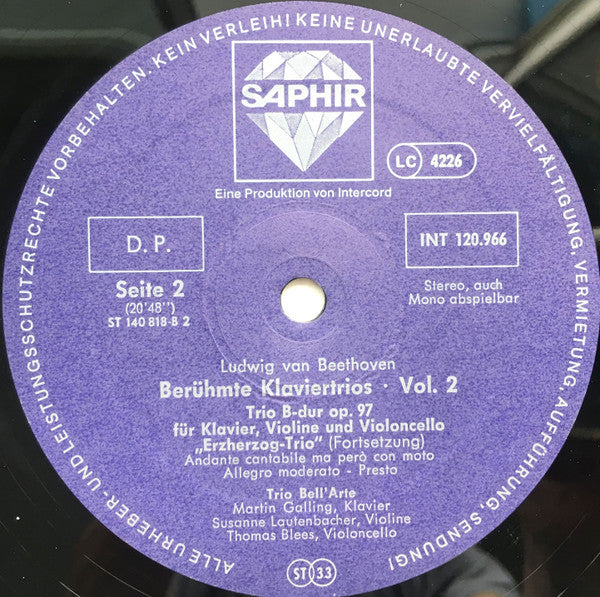 ALLE URHEBER- UND LEISTUNGSSCHUTZRECHTE VORBEHALTEN. KEIN VERLEIH! KEINE UNERLAUBTE VERVIELFÄLTIGUNG, VERMIETUNG, AUFFÜHRUNG, SENDUNG!
SAPHIR
LC 4226
Eine Produktion von Intercord
D. P.
INT 120.966
Seite 2
(20'48'')
ST 140 818-B 2
Stereo, auch
Mono abspielbar
Ludwig van Beethoven
Berühmte Klaviertrios · Vol. 2
Trio B-dur op. 97
für Klavier, Violine und Violoncello
„Erzherzog-Trio“ (Fortsetzung)
Andante cantabile ma però con moto
Allegro moderato - Presto
Trio Bell'Arte
Martin Galling, Klavier
Susanne Lautenbacher, Violine
Thomas Blees, Violoncello
ST 33